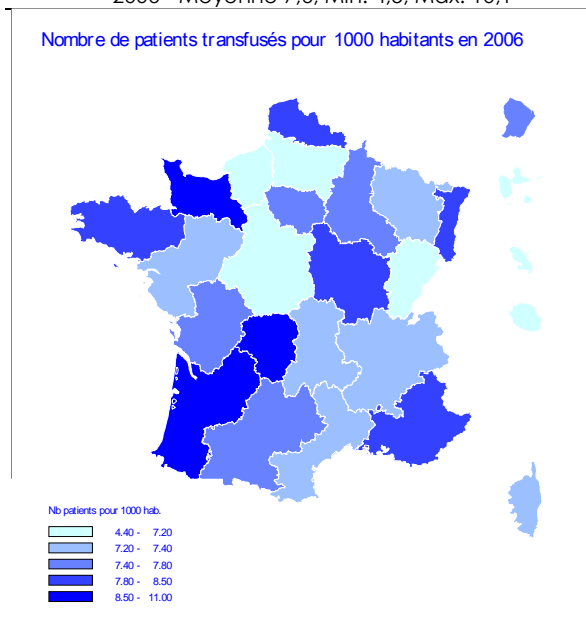 Nombre de patients transfusés pour 1000 habitants en 2006
Nb patients pour 1000 hab.
4.40 - 7.20
7.20 - 7.40
7.40 - 7.80
7.80 - 8.50
8.50 - 11.00